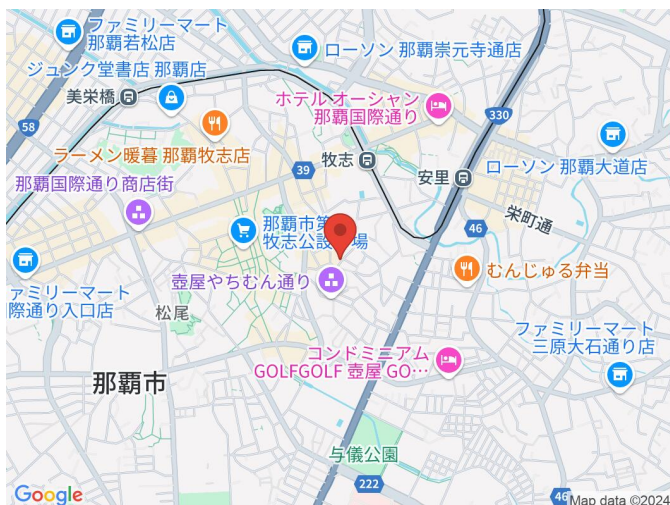 ファミリーマート
那覇若松店
ローソン 那覇崇元寺通店
ジュンク堂書店 那覇店
美栄橋
ホテル オーシャン
那覇国際通り
330
58
ラーメン暖暮 那覇牧志店
牧志
安里
ローソン 那覇大道店
39
那覇国際通り商店街
栄町通
46
那覇市第
牧志公設
場
ファミリーマート
際通り入口店
壺屋やちむん通り
むんじゅる弁当
松尾
ファミリーマート
三原大石通り店
コンドミニアム
GOLFGOLF 壺屋 GO…
那覇市
与儀公園
222
46
Google
Map data ©2024